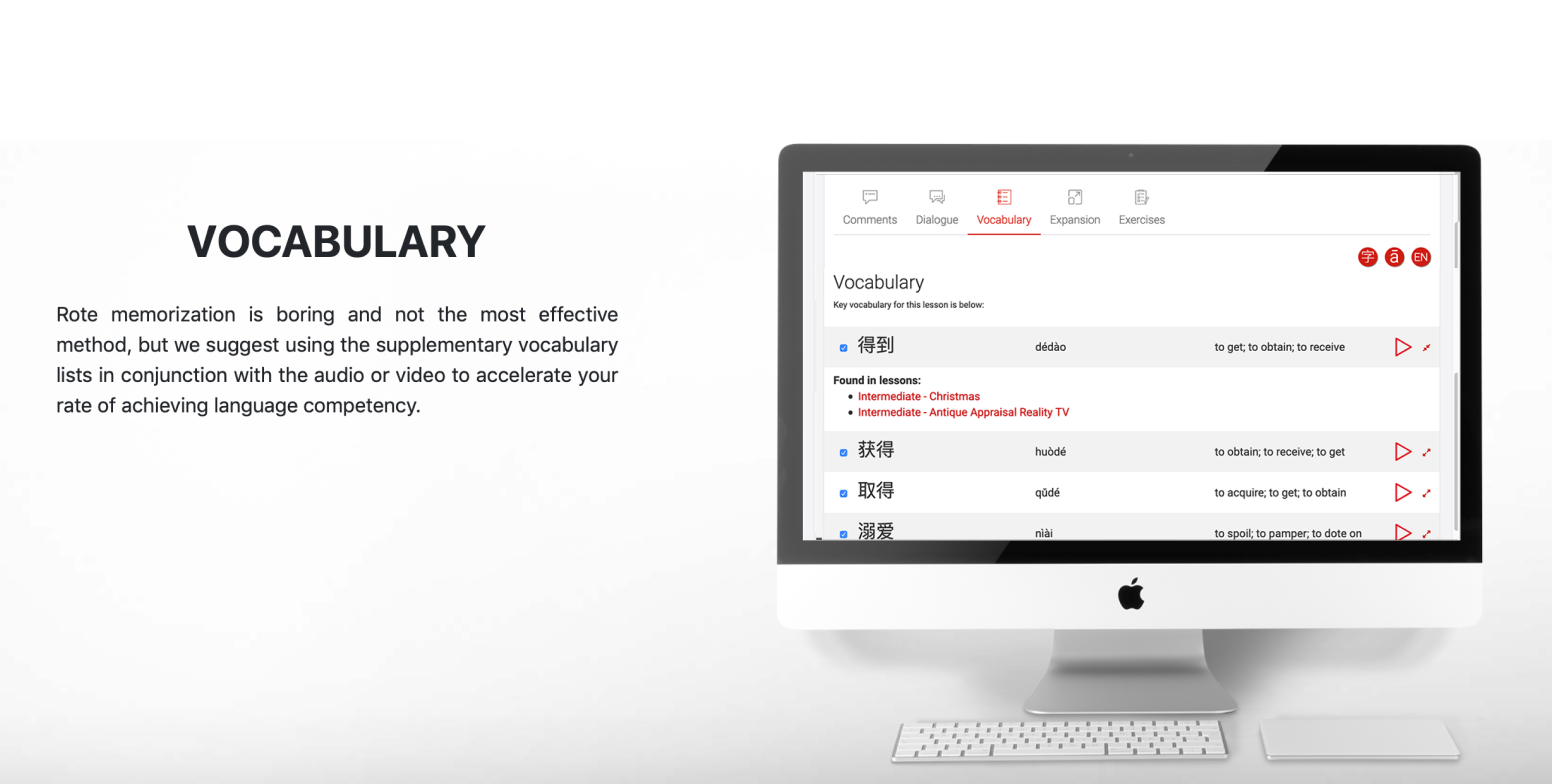 VOCABULARY
Rote memorization is boring and not the most effective
method, but we suggest using the supplementary vocabulary
lists in conjunction with the audio or video to accelerate your
rate of achieving language competency.
Comments Dialogue Vocabulary Expansion Exercises
字 ā EN
Vocabulary
Key vocabulary for this lesson is below:
得到 dédào to get; to obtain; to receive
Found in lessons:
• Intermediate - Christmas
• Intermediate - Antique Appraisal Reality TV
获得 huòdé to obtain; to receive; to get
取得 qǔdé to acquire; to get; to obtain
溺爱 nìài to spoil; to pamper; to dote on